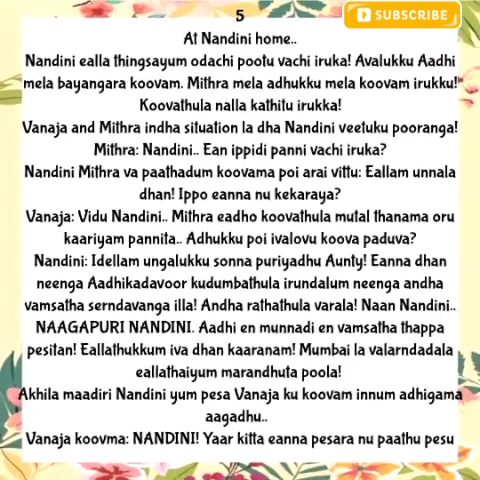 5
SUBSCRIBE
At Nandini home..
Nandini ealla thingsayum odachi pootu vachi iruka! Avalukku Aadhi
mela bayangara koovam. Mithra mela adhukku mela koovam irukku!
Koovathula nalla kathitu irukka!
Vanaja and Mithra indha situation la dha Nandini veetuku pooranga!
Mithra: Nandini.. Ean ippidi panni vachi iruka?
Nandini Mithra va paathadum koovama poi arai vittu: Eallam unnala
dhan! Ippo eanna nu kekaraya?
Vanaja: Vidu Nandini.. Mithra eadho koovathula mutal thanama oru
kaariyam pannita.. Adhukku poi ivalovu koova paduva?
Nandini: Idellam ungalukku sonna puriyadhu Aunty! Eanna dhan
neenga Aadhikadavoor kudumbathula irundalum neenga andha
vamsatha serndavanga illa! Andha rathathula varala! Naan Nandini..
NAAGAPURI NANDINI. Aadhi en munnadi en vamsatha thappa
pesitan! Eallathukkum iva dhan kaaranam! Mumbai la valarndadala
eallathaiyum marandhuta poola!
Akhila maadiri Nandini yum pesa Vanaja ku koovam innum adhigama
aagadhu..
Vanaja koovma: NANDINI! Yaar kitta eanna pesara nu paathu pesu